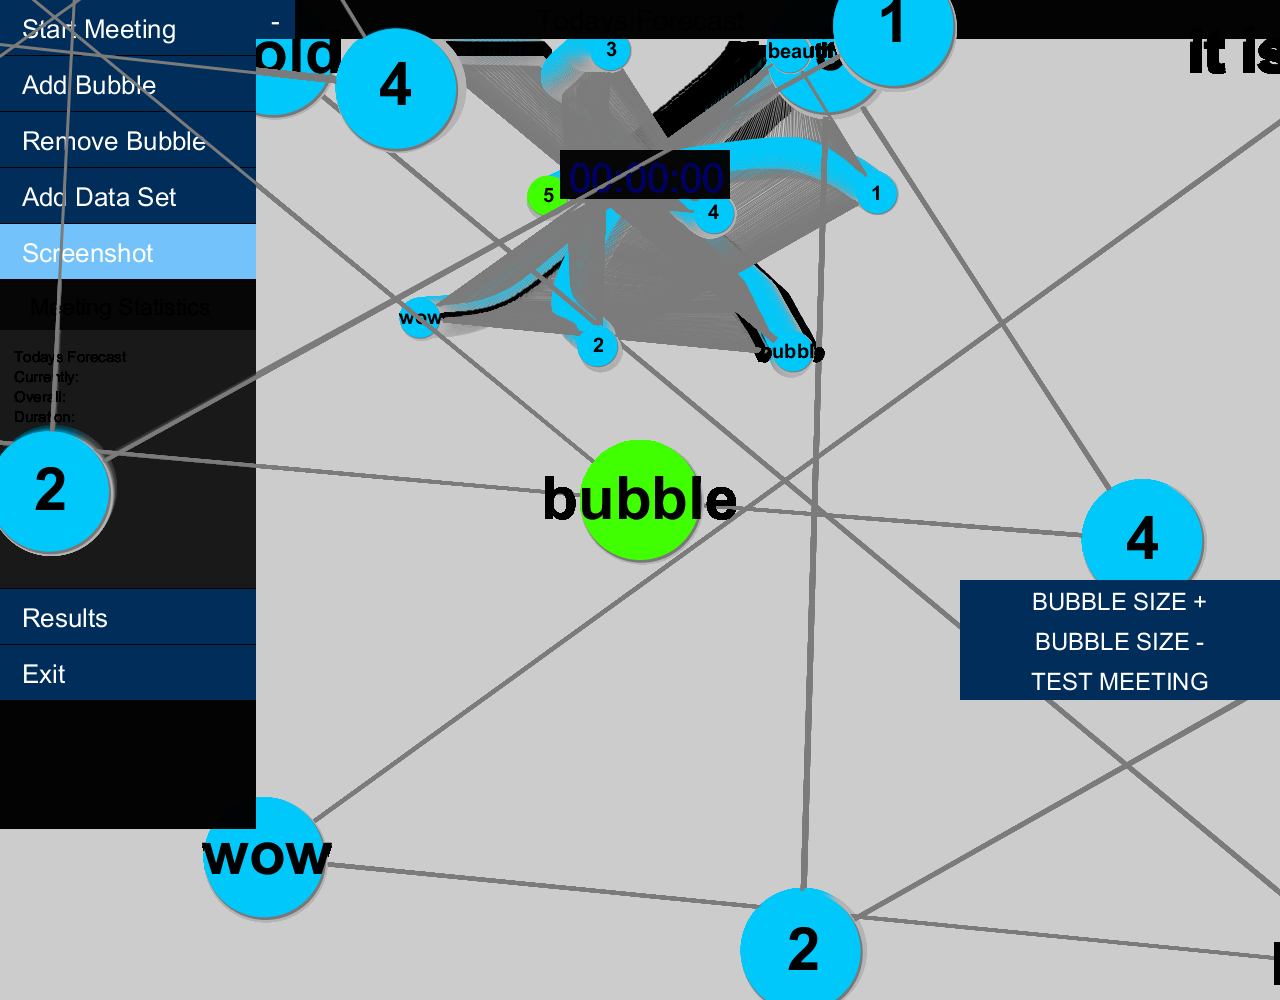 Start Meeting
-
Todays Forecast
Add Bubble
Remove Bubble
Add Data Set
Screenshot
Meeting Statistics
Todays Forecast
Currently:
Overall:
Duration:
Results
Exit
old
4
3
1
It is
00:00:00
5
4
1
wow
2
bubble
2
bubble
4
BUBBLE SIZE +
BUBBLE SIZE -
TEST MEETING
wow
2